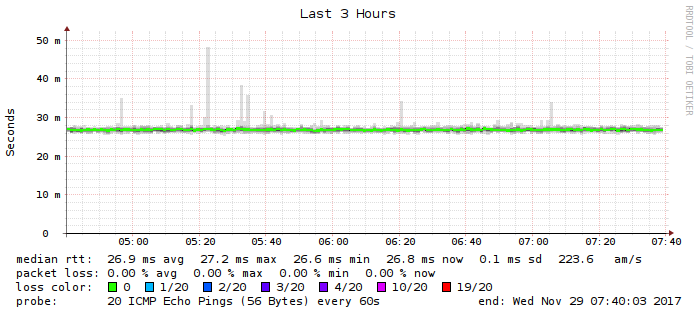 Last 3 Hours
RRDTOOL / TOBI OETIKER
Seconds
50 m
40 m
30 m
20 m
10 m
0
05:00 05:20 05:40 06:00 06:20 06:40 07:00 07:20 07:40
median rtt: 26.9 ms avg 27.2 ms max 26.6 ms min 26.8 ms now 0.1 ms sd 223.6 am/s
packet loss: 0.00 % avg 0.00 % max 0.00 % min 0.00 % now
loss color: 0 1/20 2/20 3/20 4/20 10/20 19/20
probe: 20 ICMP Echo Pings (56 Bytes) every 60s end: Wed Nov 29 07:40:03 2017